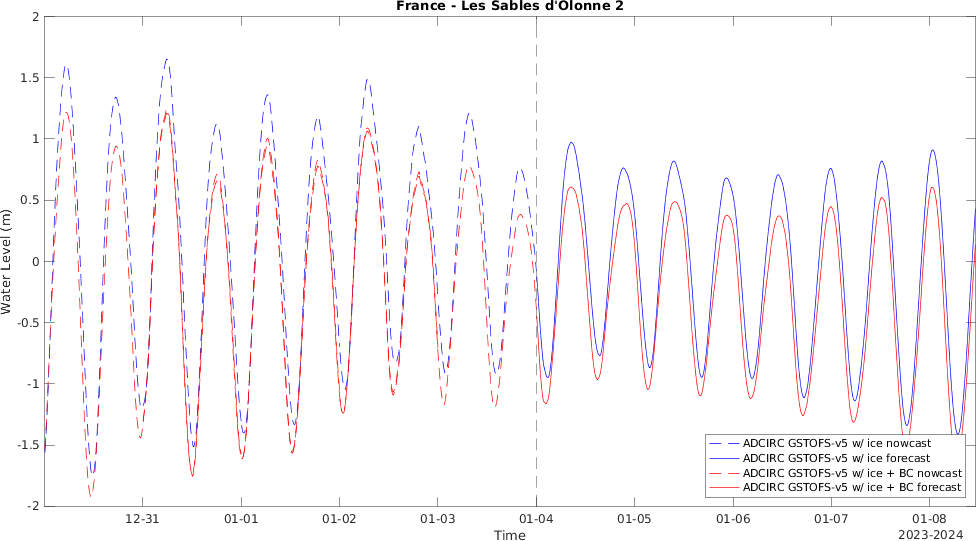 France - Les Sables d'Olonne 2
Water Level (m)
2
1.5
1
0.5
0
-0.5
-1
-1.5
-2
12-31
01-01
01-02
01-03
01-04
01-05
01-06
01-07
01-08
Time
2023-2024
ADCIRC GSTOFS-v5 w/ ice nowcast
ADCIRC GSTOFS-v5 w/ ice forecast
ADCIRC GSTOFS-v5 w/ ice + BC nowcast
ADCIRC GSTOFS-v5 w/ ice + BC forecast